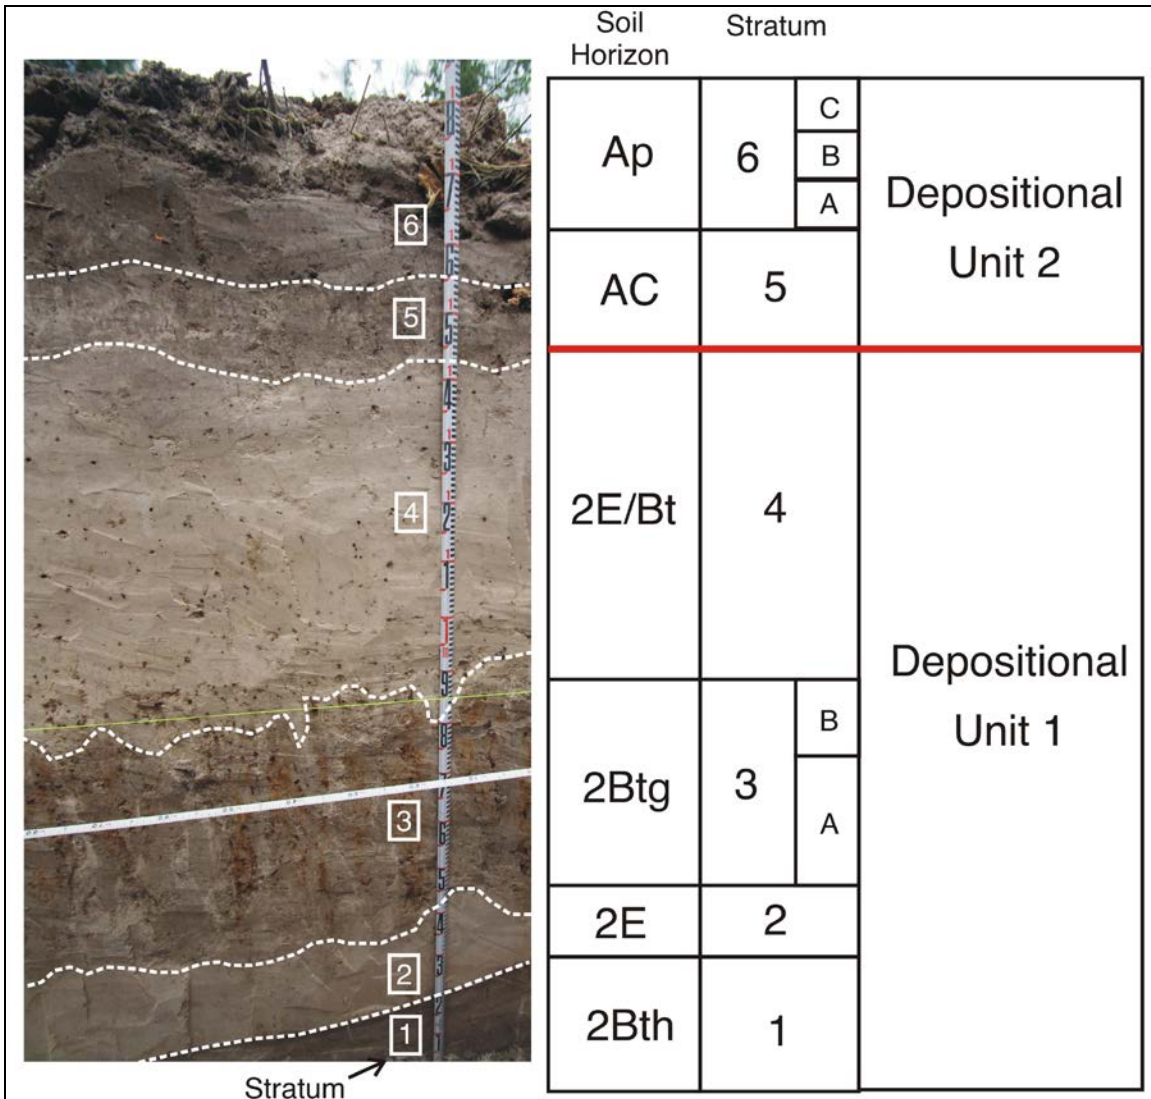 Soil
Horizon
Stratum
Ap
6
C
B
A
Depositional
Unit 2
AC
5
2E/Bt
4
Depositional
Unit 1
2Btg
3
B
A
2E
2
2Bth
1
6
5
4
3
2
1
Stratum